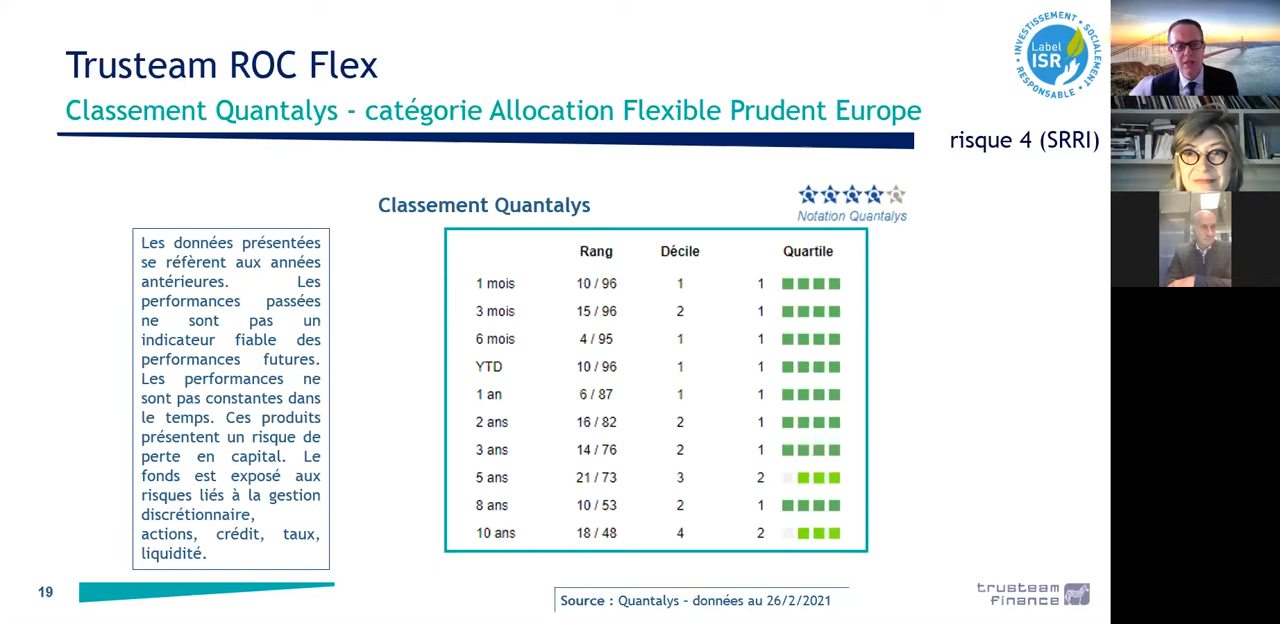 Trusteam ROC Flex
Classement Quantalys - catégorie Allocation Flexible Prudent Europe
INVESTISSEMENT SOCIALEMENT RESPONSABLE
Label
ISR
risque 4 (SRRI)
Classement Quantalys
Notation Quantalys
Les données présentées
se réfèrent aux années
antérieures. Les
performances passées
ne sont pas un
indicateur fiable des
performances futures.
Les performances ne
sont pas constantes dans
le temps. Ces produits
présentent un risque de
perte en capital. Le
fonds est exposé aux
risques liés à la gestion
discrétionnaire,
actions, crédit, taux,
liquidité.
Rang Décile Quartile
1 mois 10 / 96 1 1
3 mois 15 / 96 2 1
6 mois 4 / 95 1 1
YTD 10 / 96 1 1
1 an 6 / 87 1 1
2 ans 16 / 82 2 1
3 ans 14 / 76 2 1
5 ans 21 / 73 3 2
8 ans 10 / 53 2 1
10 ans 18 / 48 4 2
19
Source : Quantalys – données au 26/2/2021
trusteam
finance